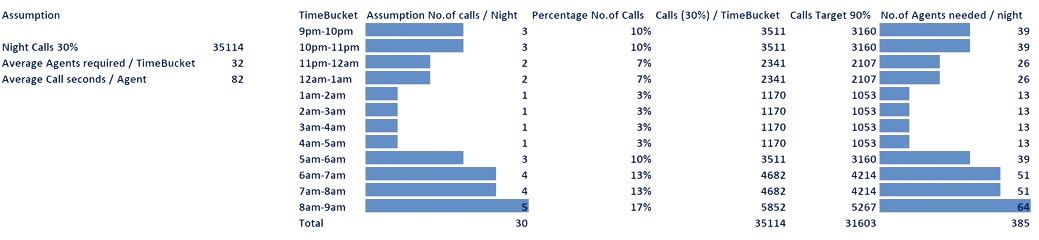 Assumption TimeBucket Assumption No.of calls / Night Percentage No.of Calls Calls (30%) / TimeBucket Calls Target 90% No.of Agents needed / night
9pm-10pm 3 10% 3511 3160 39
Night Calls 30% 35114 10pm-11pm 3 10% 3511 3160 39
Average Agents required / TimeBucket 32 11pm-12am 2 7% 2341 2107 26
Average Call seconds / Agent 82 12am-1am 2 7% 2341 2107 26
1am-2am 1 3% 1170 1053 13
2am-3am 1 3% 1170 1053 13
3am-4am 1 3% 1170 1053 13
4am-5am 1 3% 1170 1053 13
5am-6am 3 10% 3511 3160 39
6am-7am 4 13% 4682 4214 51
7am-8am 4 13% 4682 4214 51
8am-9am 5 17% 5852 5267 64
Total 30 35114 31603 385